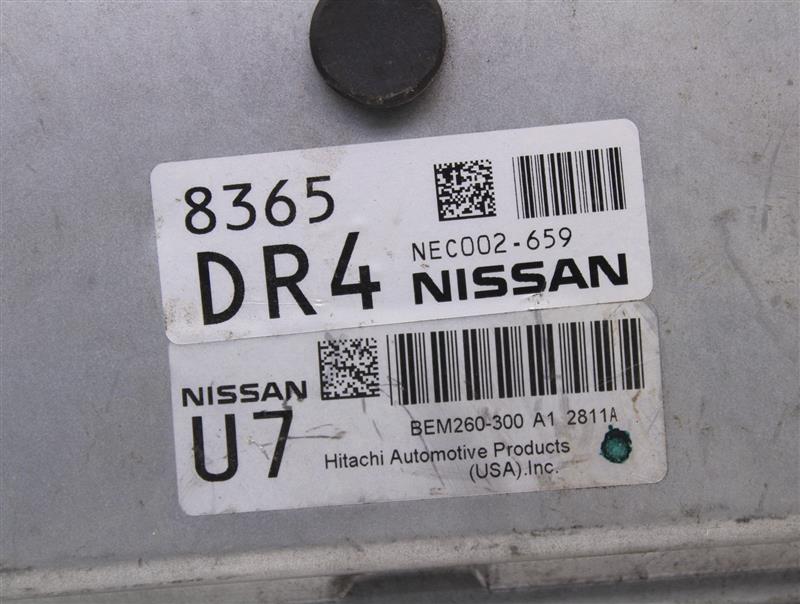 8365
DR4
NEC002-659
NISSAN
NISSAN
U7
BEM260-300 A1 2811A
Hitachi Automotive Products
(USA).Inc.